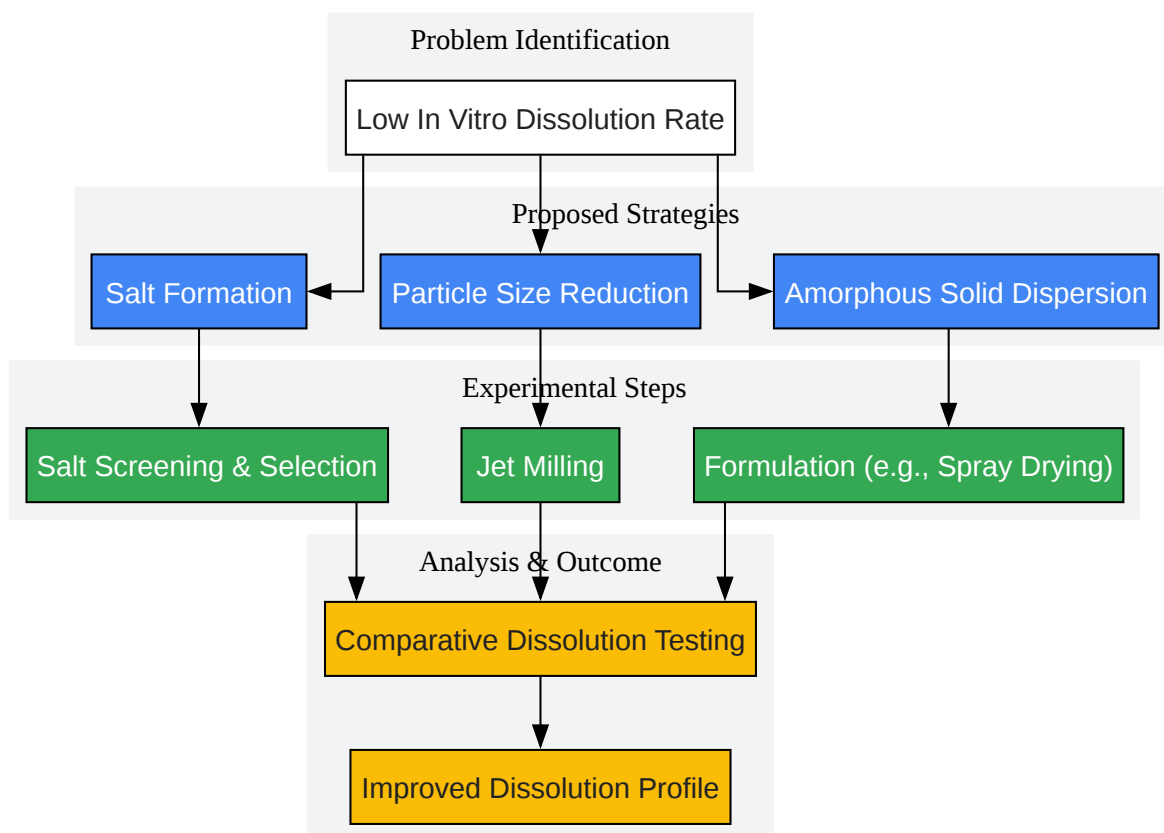 Problem Identification
Low In Vitro Dissolution Rate
Proposed Strategies
Salt Formation
Particle Size Reduction
Amorphous Solid Dispersion
Experimental Steps
Salt Screening & Selection
Jet Milling
Formulation (e.g., Spray Drying)
Analysis & Outcome
Comparative Dissolution Testing
Improved Dissolution Profile